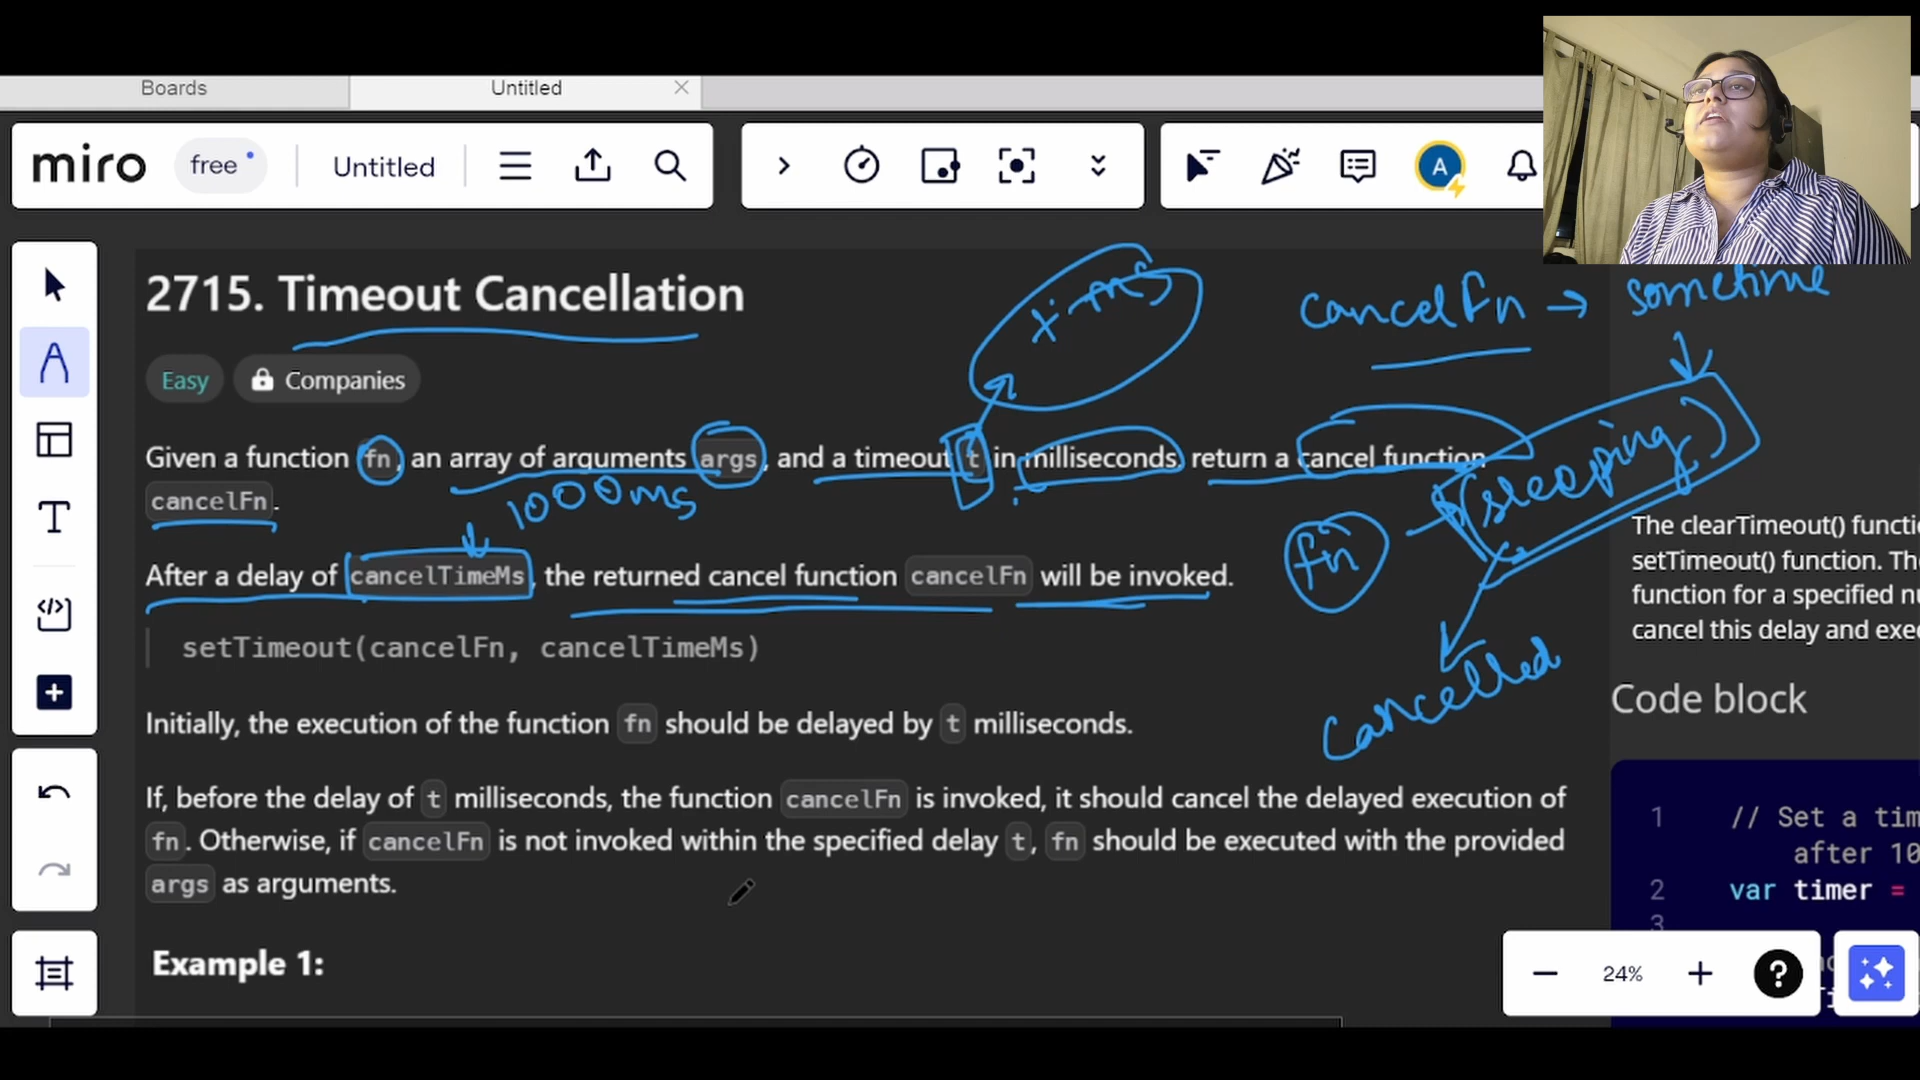 Boards
Untitled
miro
free
Untitled
A
2715. Timeout Cancellation
x ms
cancelFn → sometime
Easy
Companies
Given a function fn, an array of arguments args, and a timeout t in milliseconds, return a cancel function
cancelFn.
1000ms
(sleeping)
fn
After a delay of cancelTimeMs, the returned cancel function cancelFn will be invoked.
setTimeout(cancelFn, cancelTimeMs)
cancelled
Initially, the execution of the function fn should be delayed by t milliseconds.
If, before the delay of t milliseconds, the function cancelFn is invoked, it should cancel the delayed execution of
fn. Otherwise, if cancelFn is not invoked within the specified delay t, fn should be executed with the provided
args as arguments.
Example 1:
The clearTimeout() functi
setTimeout() function. The
function for a specified nu
cancel this delay and exec
Code block
1 // Set a tim
after 10
2 var timer =
3
24%